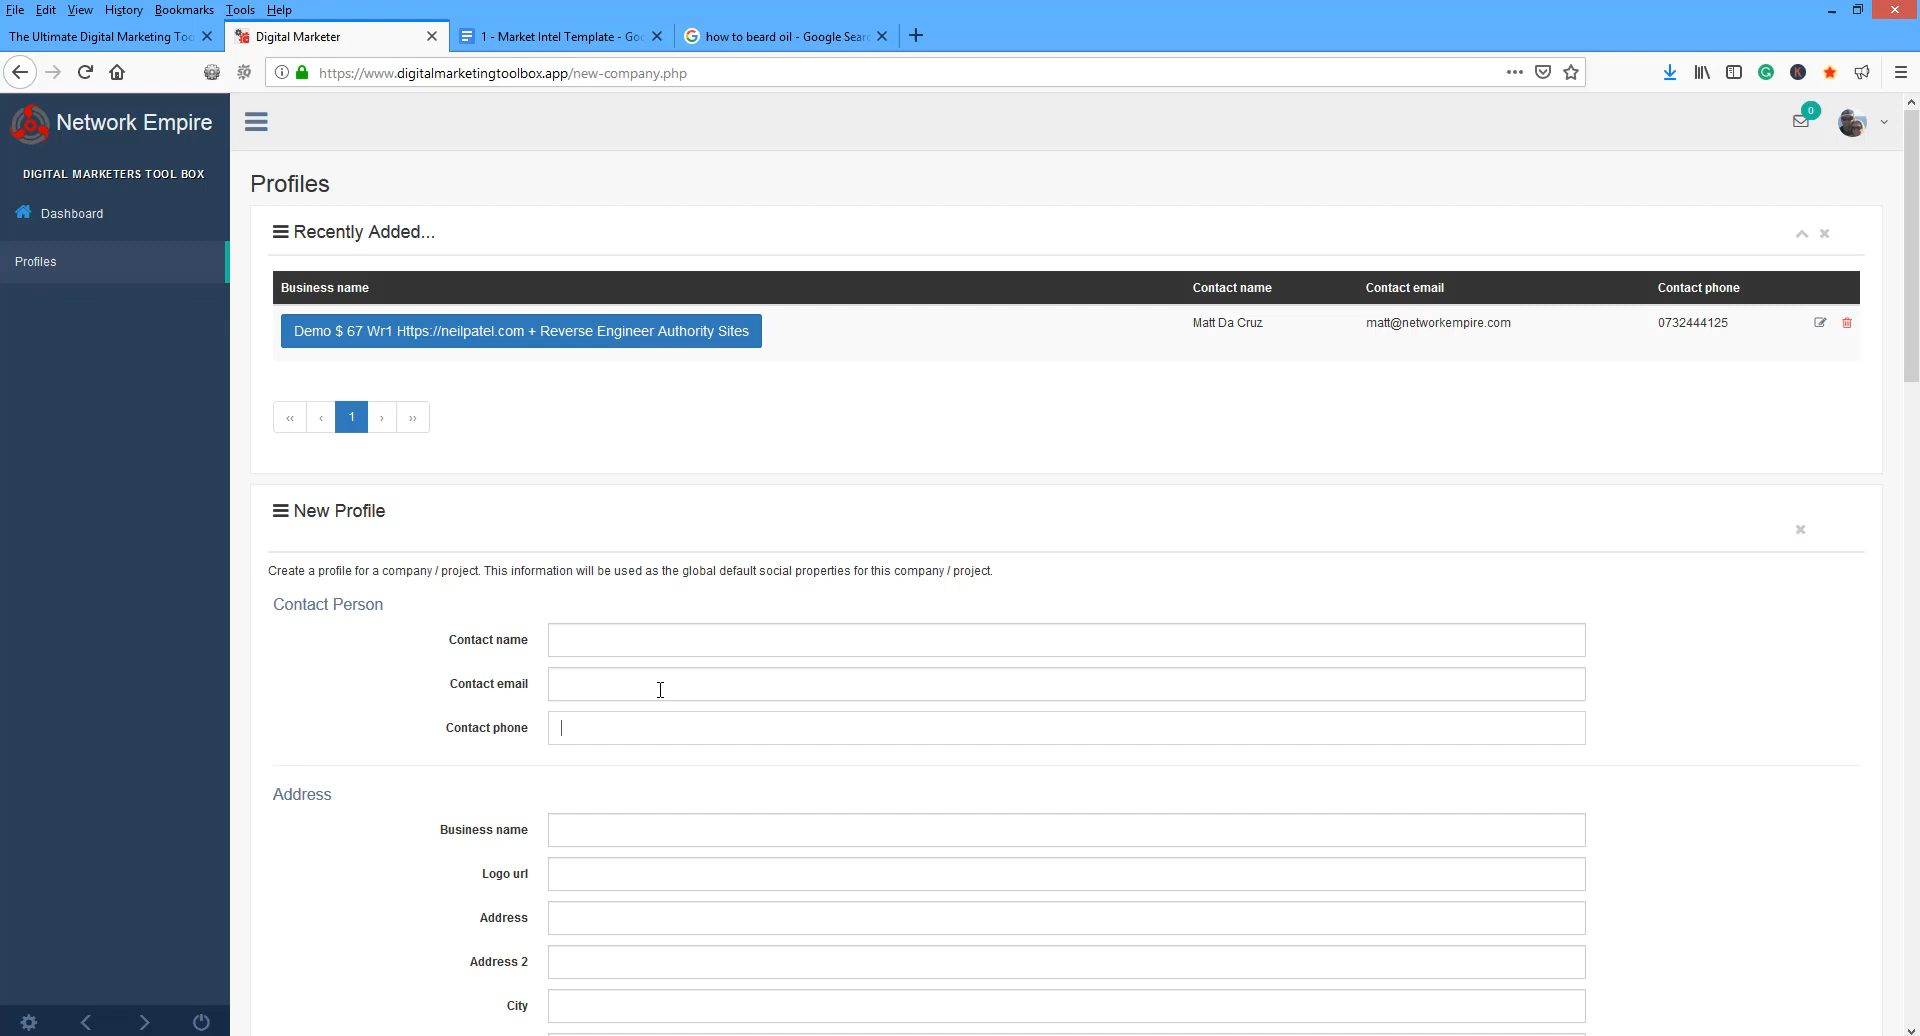 File Edit View History Bookmarks Tools Help
The Ultimate Digital Marketing Too
Digital Marketer
1 - Market Intel Template - Goo
how to beard oil - Google Sear
https://www.digitalmarketingtoolbox.app/new-company.php
Network Empire
0
DIGITAL MARKETERS TOOL BOX
Dashboard
Profiles
Profiles
Recently Added...
Business name Contact name Contact email Contact phone
Demo $ 67 Wr1 Https://neilpatel.com + Reverse Engineer Authority Sites Matt Da Cruz matt@networkempire.com 0732444125
‹‹ ‹ 1 › ››
New Profile
Create a profile for a company / project. This information will be used as the global default social properties for this company / project.
Contact Person
Contact name
Contact email
Contact phone
Address
Business name
Logo url
Address
Address 2
City